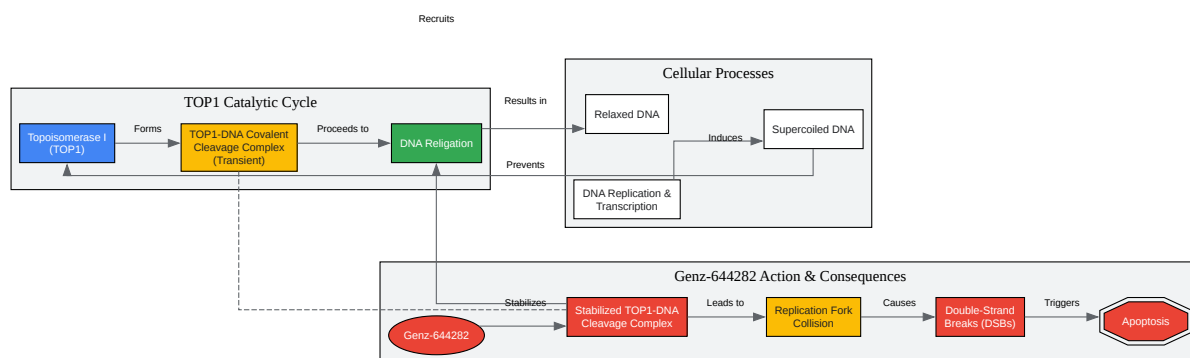 Recruits
Cellular Processes
TOP1 Catalytic Cycle
Results in
Relaxed DNA
Topoisomerase I
(TOP1)
Forms
TOP1-DNA Covalent
Cleavage Complex
(Transient)
Proceeds to
DNA Religation
Induces
Supercoiled DNA
Prevents
DNA Replication &
Transcription
Genz-644282 Action & Consequences
Stabilizes
Genz-644282
Stabilized TOP1-DNA
Cleavage Complex
Leads to
Replication Fork
Collision
Causes
Double-Strand
Breaks (DSBs)
Triggers
Apoptosis